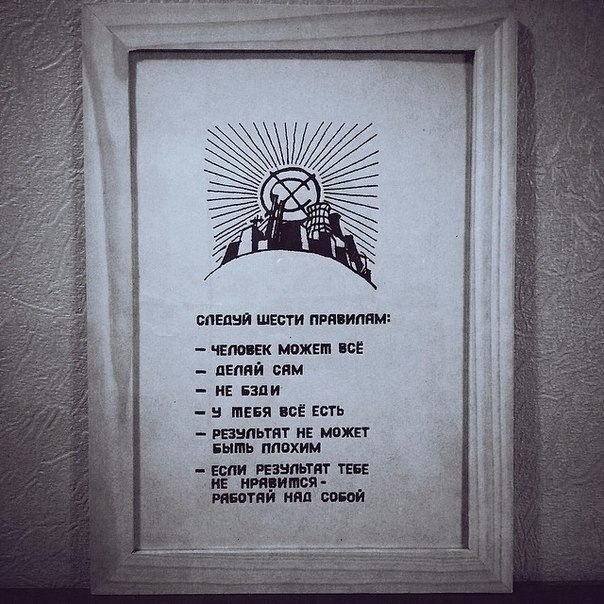 СЛЕДУЙ ШЕСТИ ПРАВИЛАМ:
– ЧЕЛОВЕК МОЖЕТ ВСЁ
– ДЕЛАЙ САМ
– НЕ БЗДИ
– У ТЕБЯ ВСЁ ЕСТЬ
– РЕЗУЛЬТАТ НЕ МОЖЕТ
БЫТЬ ПЛОХИМ
– ЕСЛИ РЕЗУЛЬТАТ ТЕБЕ
НЕ НРАВИТСЯ –
РАБОТАЙ НАД СОБОЙ